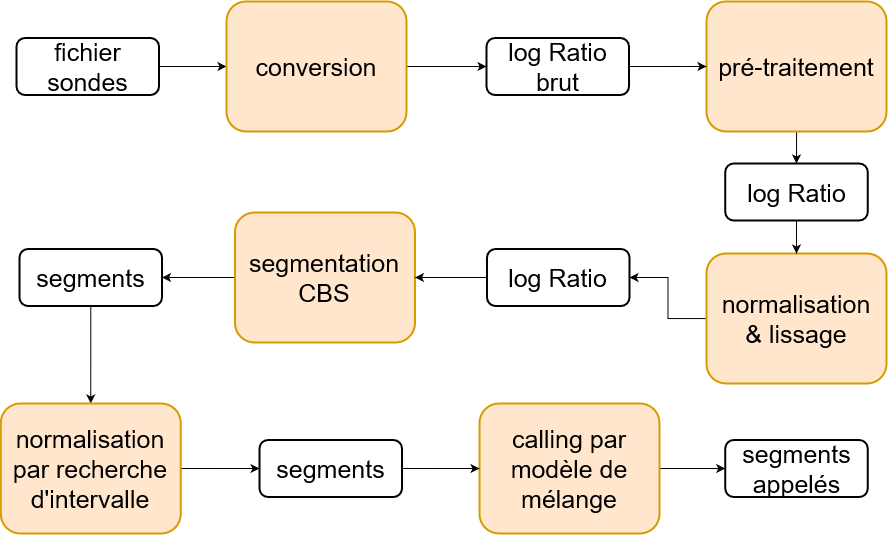 fichier
sondes
conversion
log Ratio
brut
pré-traitement
log Ratio
normalisation
& lissage
log Ratio
segmentation
CBS
segments
normalisation
par recherche
d'intervalle
segments
calling par
modèle de
mélange
segments
appelés